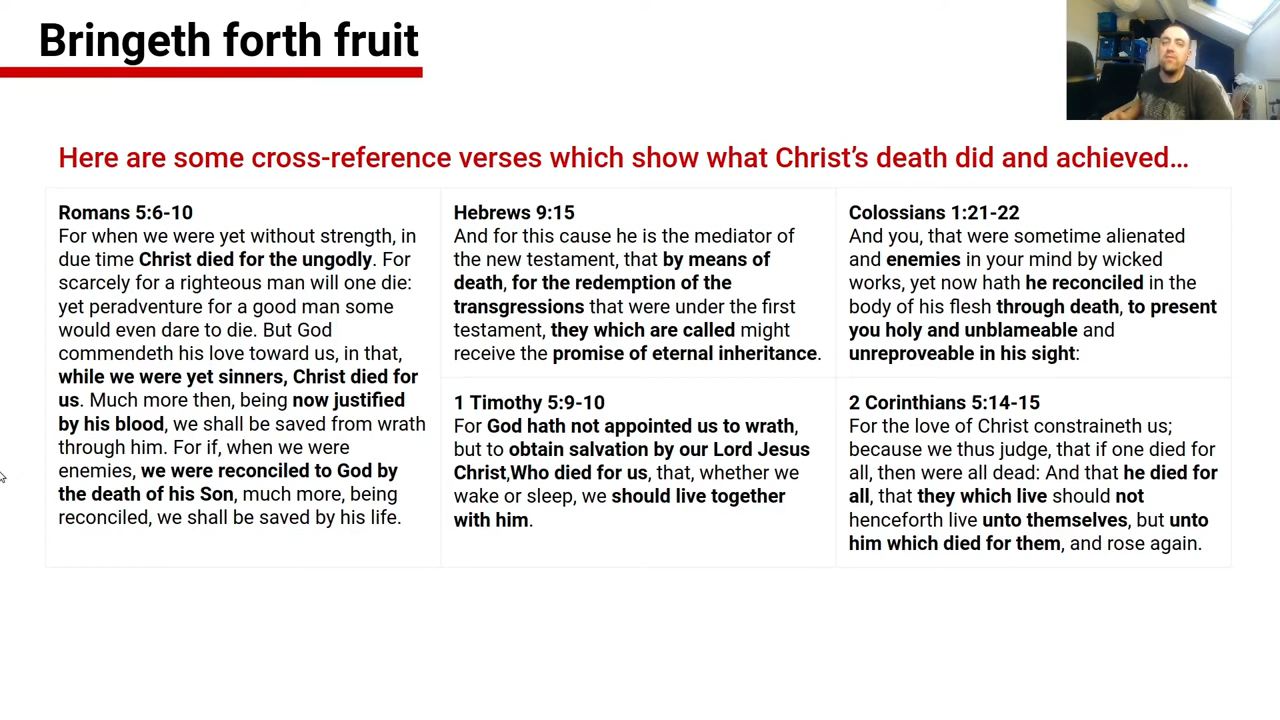 Bringeth forth fruit
Here are some cross-reference verses which show what Christ’s death did and achieved…
Romans 5:6-10
For when we were yet without strength, in
due time Christ died for the ungodly. For
scarcely for a righteous man will one die:
yet peradventure for a good man some
would even dare to die. But God
commendeth his love toward us, in that,
while we were yet sinners, Christ died for
us. Much more then, being now justified
by his blood, we shall be saved from wrath
through him. For if, when we were
enemies, we were reconciled to God by
the death of his Son, much more, being
reconciled, we shall be saved by his life.
Hebrews 9:15
And for this cause he is the mediator of
the new testament, that by means of
death, for the redemption of the
transgressions that were under the first
testament, they which are called might
receive the promise of eternal inheritance.
Colossians 1:21-22
And you, that were sometime alienated
and enemies in your mind by wicked
works, yet now hath he reconciled in the
body of his flesh through death, to present
you holy and unblameable and
unreproveable in his sight:
1 Timothy 5:9-10
For God hath not appointed us to wrath,
but to obtain salvation by our Lord Jesus
Christ,Who died for us, that, whether we
wake or sleep, we should live together
with him.
2 Corinthians 5:14-15
For the love of Christ constraineth us;
because we thus judge, that if one died for
all, then were all dead: And that he died for
all, that they which live should not
henceforth live unto themselves, but unto
him which died for them, and rose again.